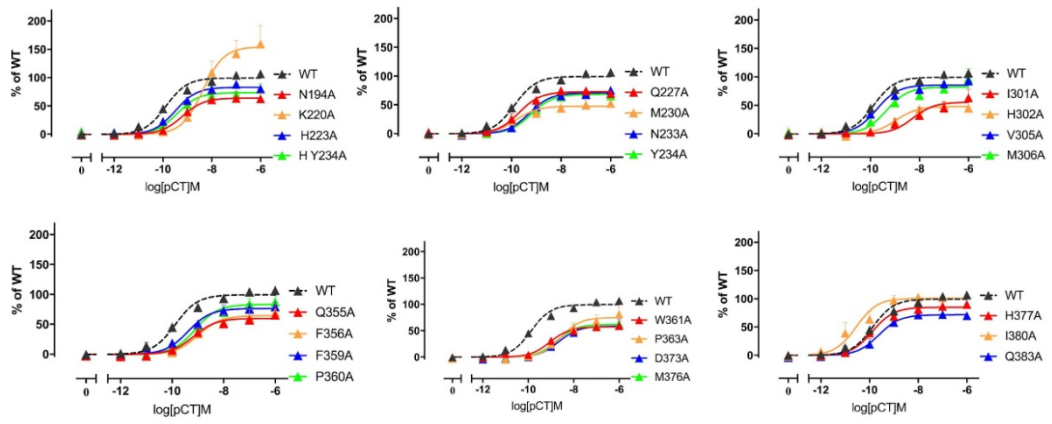 % of WT
200
150
100
50
0
0 -12 -10 -8 -6
log[pCT]M
WT
N194A
K220A
H223A
H Y234A
% of WT
200
150
100
50
0
0 -12 -10 -8 -6
log[pCT]M
WT
Q227A
M230A
N233A
Y234A
% of WT
200
150
100
50
0
0 -12 -10 -8 -6
log[pCT]M
WT
I301A
H302A
V305A
M306A
% of WT
200
150
100
50
0
0 -12 -10 -8 -6
log[pCT]M
WT
Q355A
F356A
F359A
P360A
% of WT
200
150
100
50
0
0 -12 -10 -8 -6
log[pCT]M
WT
W361A
P363A
D373A
M376A
% of WT
200
150
100
50
0
0 -12 -10 -8 -6
log[pCT]M
WT
H377A
I380A
Q383A